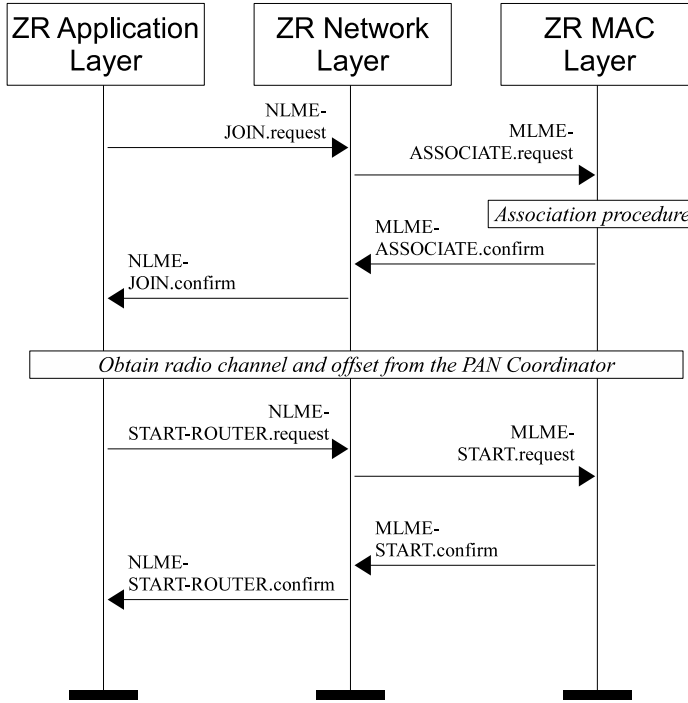 ZR Application
Layer
ZR Network
Layer
ZR MAC
Layer
NLME-
JOIN.request
MLME-
ASSOCIATE.request
Association procedure
MLME-
ASSOCIATE.confirm
NLME-
JOIN.confirm
Obtain radio channel and offset from the PAN Coordinator
NLME-
START-ROUTER.request
MLME-
START.request
MLME-
START.confirm
NLME-
START-ROUTER.confirm